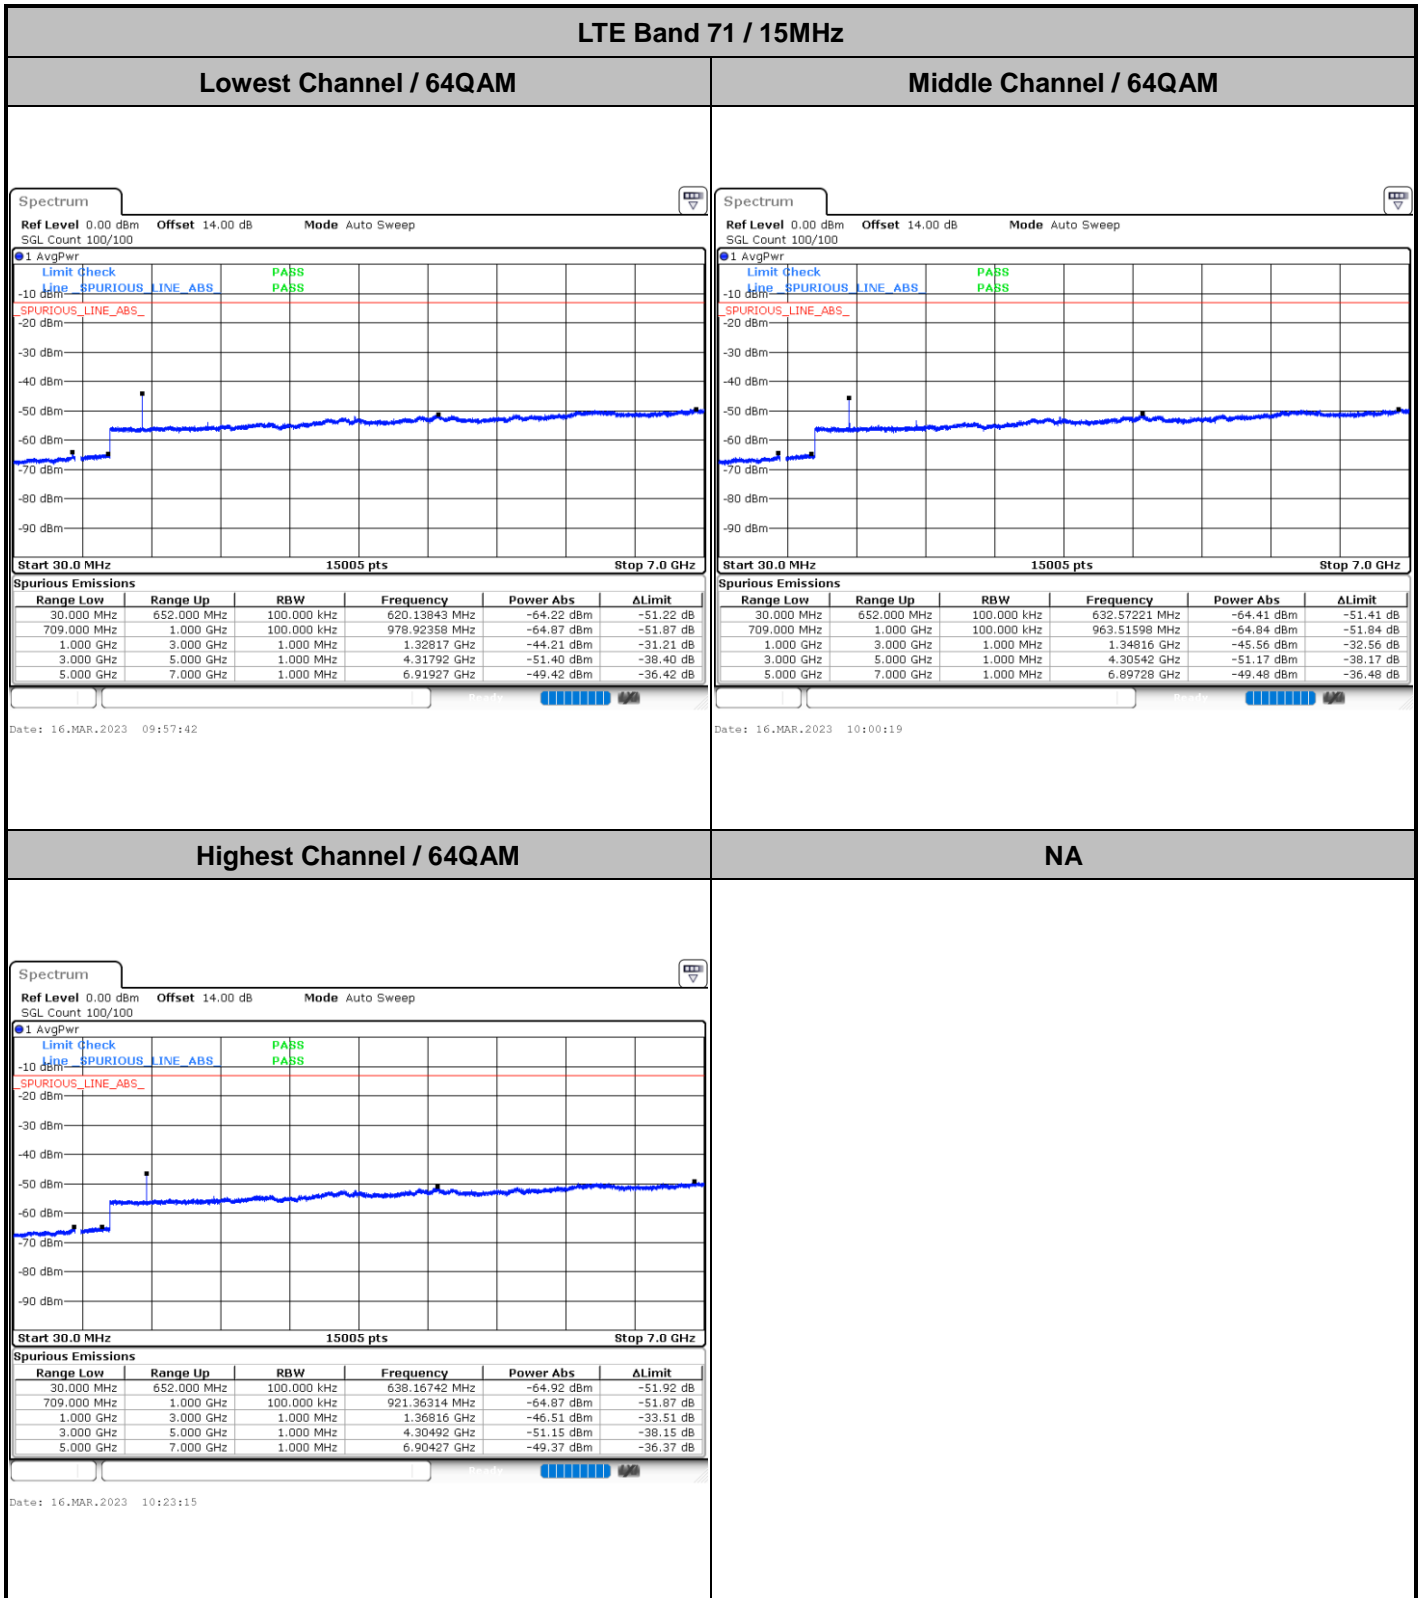 LTE Band 71 / 15MHz
Lowest Channel / 64QAM
Middle Channel / 64QAM
Spectrum
Ref Level 0.00 dBm Offset 14.00 dB Mode Auto Sweep
SGL Count 100/100
1 AvgPwr
Limit Check PASS
Line _SPURIOUS_LINE_ABS_ PASS
-10 dBm
_SPURIOUS_LINE_ABS_
-20 dBm
-30 dBm
-40 dBm
-50 dBm
-60 dBm
-70 dBm
-80 dBm
-90 dBm
Start 30.0 MHz 15005 pts Stop 7.0 GHz
Spurious Emissions
Range Low Range Up RBW Frequency Power Abs ΔLimit
30.000 MHz 652.000 MHz 100.000 kHz 620.13843 MHz -64.22 dBm -51.22 dB
709.000 MHz 1.000 GHz 100.000 kHz 978.92358 MHz -64.87 dBm -51.87 dB
1.000 GHz 3.000 GHz 1.000 MHz 1.32817 GHz -44.21 dBm -31.21 dB
3.000 GHz 5.000 GHz 1.000 MHz 4.31792 GHz -51.40 dBm -38.40 dB
5.000 GHz 7.000 GHz 1.000 MHz 6.91927 GHz -49.42 dBm -36.42 dB
Date: 16.MAR.2023 09:57:42
Spectrum
Ref Level 0.00 dBm Offset 14.00 dB Mode Auto Sweep
SGL Count 100/100
1 AvgPwr
Limit Check PASS
Line _SPURIOUS_LINE_ABS_ PASS
-10 dBm
_SPURIOUS_LINE_ABS_
-20 dBm
-30 dBm
-40 dBm
-50 dBm
-60 dBm
-70 dBm
-80 dBm
-90 dBm
Start 30.0 MHz 15005 pts Stop 7.0 GHz
Spurious Emissions
Range Low Range Up RBW Frequency Power Abs ΔLimit
30.000 MHz 652.000 MHz 100.000 kHz 632.57221 MHz -64.41 dBm -51.41 dB
709.000 MHz 1.000 GHz 100.000 kHz 963.51598 MHz -64.84 dBm -51.84 dB
1.000 GHz 3.000 GHz 1.000 MHz 1.34816 GHz -45.56 dBm -32.56 dB
3.000 GHz 5.000 GHz 1.000 MHz 4.30542 GHz -51.17 dBm -38.17 dB
5.000 GHz 7.000 GHz 1.000 MHz 6.89728 GHz -49.48 dBm -36.48 dB
Date: 16.MAR.2023 10:00:19
Highest Channel / 64QAM
NA
Spectrum
Ref Level 0.00 dBm Offset 14.00 dB Mode Auto Sweep
SGL Count 100/100
1 AvgPwr
Limit Check PASS
Line _SPURIOUS_LINE_ABS_ PASS
-10 dBm
_SPURIOUS_LINE_ABS_
-20 dBm
-30 dBm
-40 dBm
-50 dBm
-60 dBm
-70 dBm
-80 dBm
-90 dBm
Start 30.0 MHz 15005 pts Stop 7.0 GHz
Spurious Emissions
Range Low Range Up RBW Frequency Power Abs ΔLimit
30.000 MHz 652.000 MHz 100.000 kHz 638.16742 MHz -64.92 dBm -51.92 dB
709.000 MHz 1.000 GHz 100.000 kHz 921.36314 MHz -64.87 dBm -51.87 dB
1.000 GHz 3.000 GHz 1.000 MHz 1.36816 GHz -46.51 dBm -33.51 dB
3.000 GHz 5.000 GHz 1.000 MHz 4.30492 GHz -51.15 dBm -38.15 dB
5.000 GHz 7.000 GHz 1.000 MHz 6.90427 GHz -49.37 dBm -36.37 dB
Date: 16.MAR.2023 10:23:15